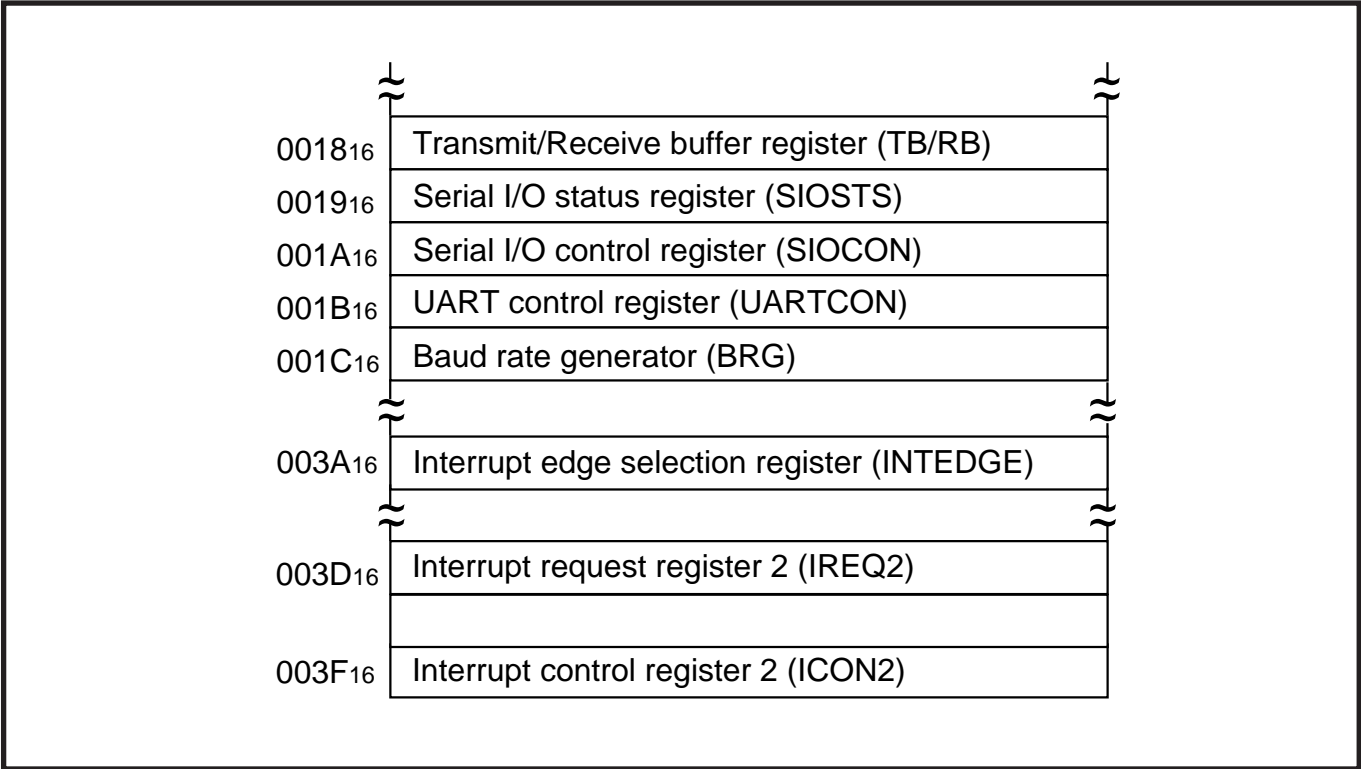 0018₁₆ Transmit/Receive buffer register (TB/RB)
0019₁₆ Serial I/O status register (SIOSTS)
001A₁₆ Serial I/O control register (SIOCON)
001B₁₆ UART control register (UARTCON)
001C₁₆ Baud rate generator (BRG)
003A₁₆ Interrupt edge selection register (INTEDGE)
003D₁₆ Interrupt request register 2 (IREQ2)
003F₁₆ Interrupt control register 2 (ICON2)